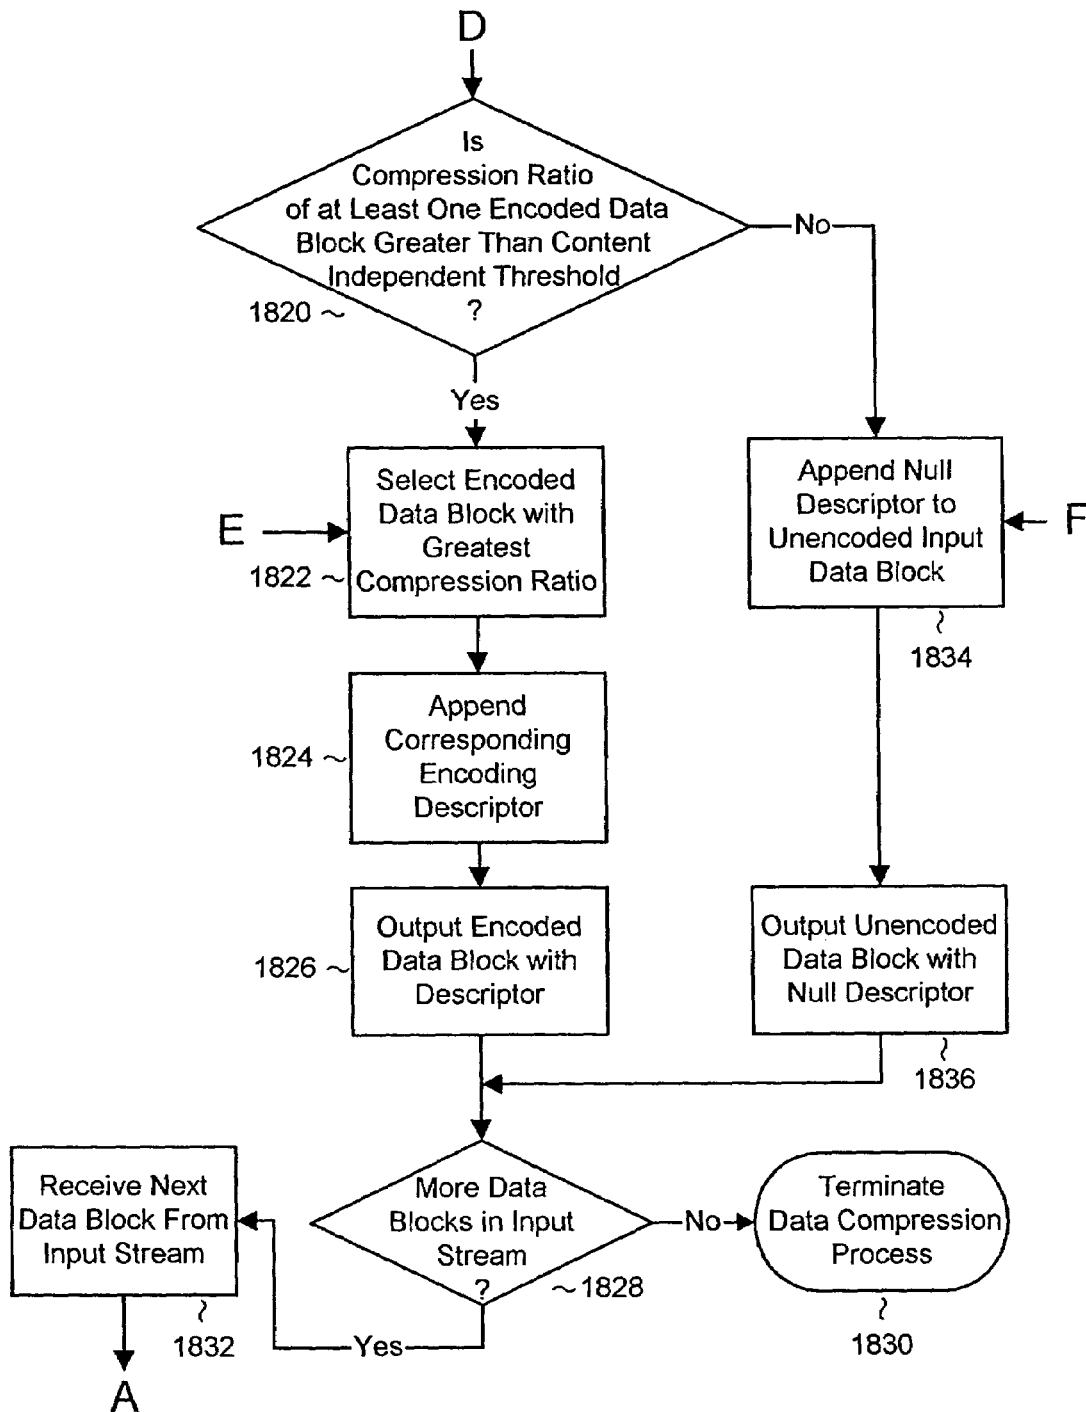 D
Is
Compression Ratio
of at Least One Encoded Data
Block Greater Than Content
Independent Threshold
?
1820 ~
No
Yes
Select Encoded
Data Block with
Greatest
Compression Ratio
E
1822 ~
Append Null
Descriptor to
Unencoded Input
Data Block
F
1834
Append
Corresponding
Encoding
Descriptor
1824 ~
Output Encoded
Data Block with
Descriptor
1826 ~
Output Unencoded
Data Block with
Null Descriptor
1836
Receive Next
Data Block From
Input Stream
1832
A
More Data
Blocks in Input
Stream
?
~1828
No
Yes
Terminate
Data Compression
Process
1830